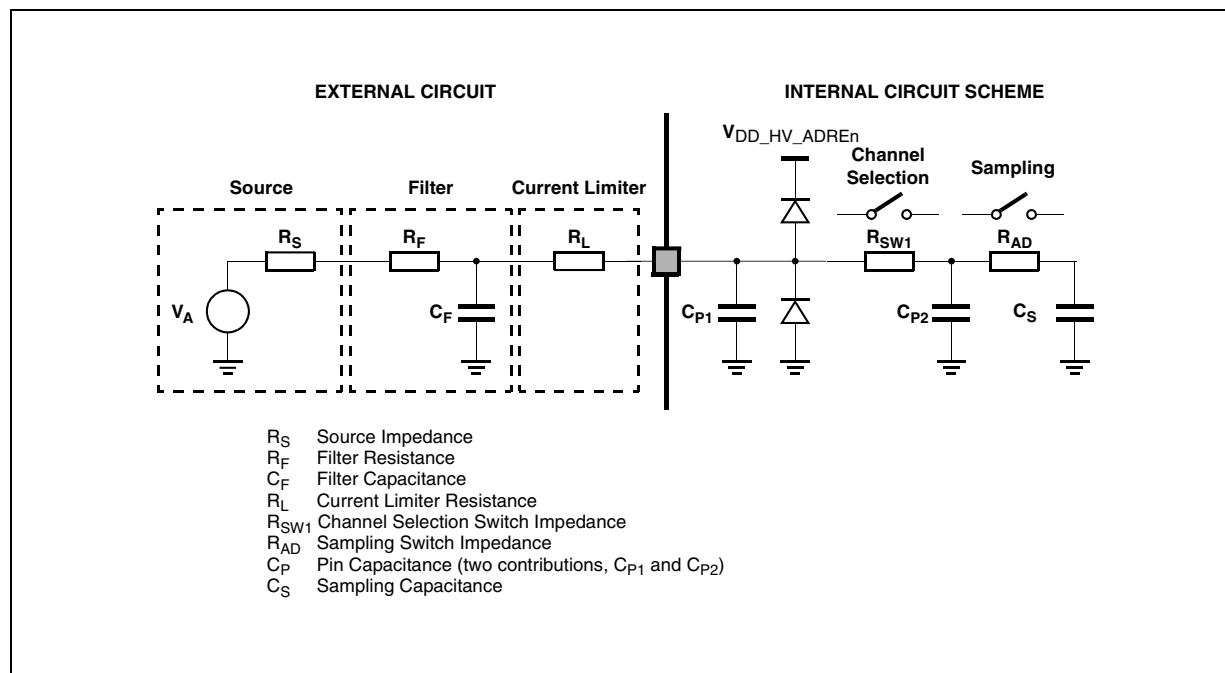 EXTERNAL CIRCUIT
INTERNAL CIRCUIT SCHEME
VDD_HV_ADREn
Channel
Selection
Sampling
Source
Filter
Current Limiter
RS
RF
RL
RSW1
RAD
VA
CF
CP1
CP2
CS
RS Source Impedance
RF Filter Resistance
CF Filter Capacitance
RL Current Limiter Resistance
RSW1 Channel Selection Switch Impedance
RAD Sampling Switch Impedance
CP Pin Capacitance (two contributions, CP1 and CP2)
CS Sampling Capacitance